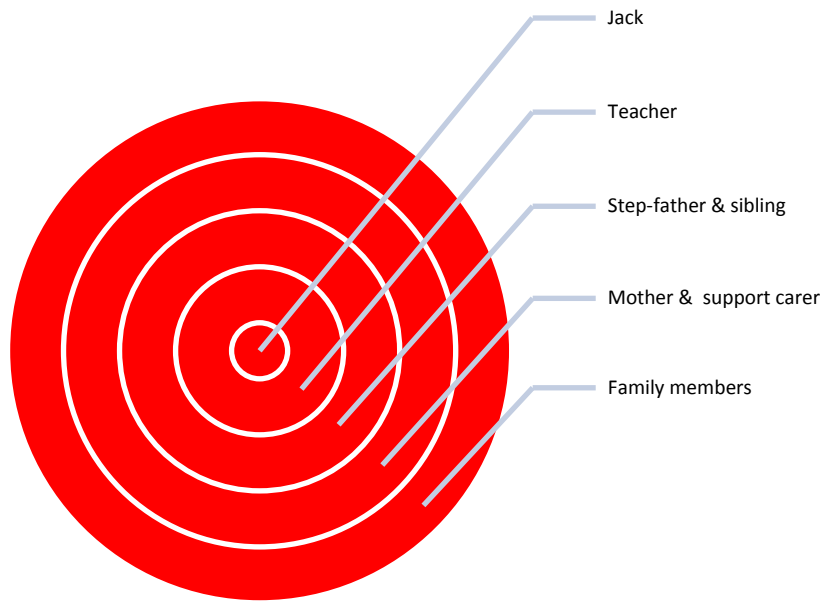 Jack
Teacher
Step-father & sibling
Mother &  support carer
Family members